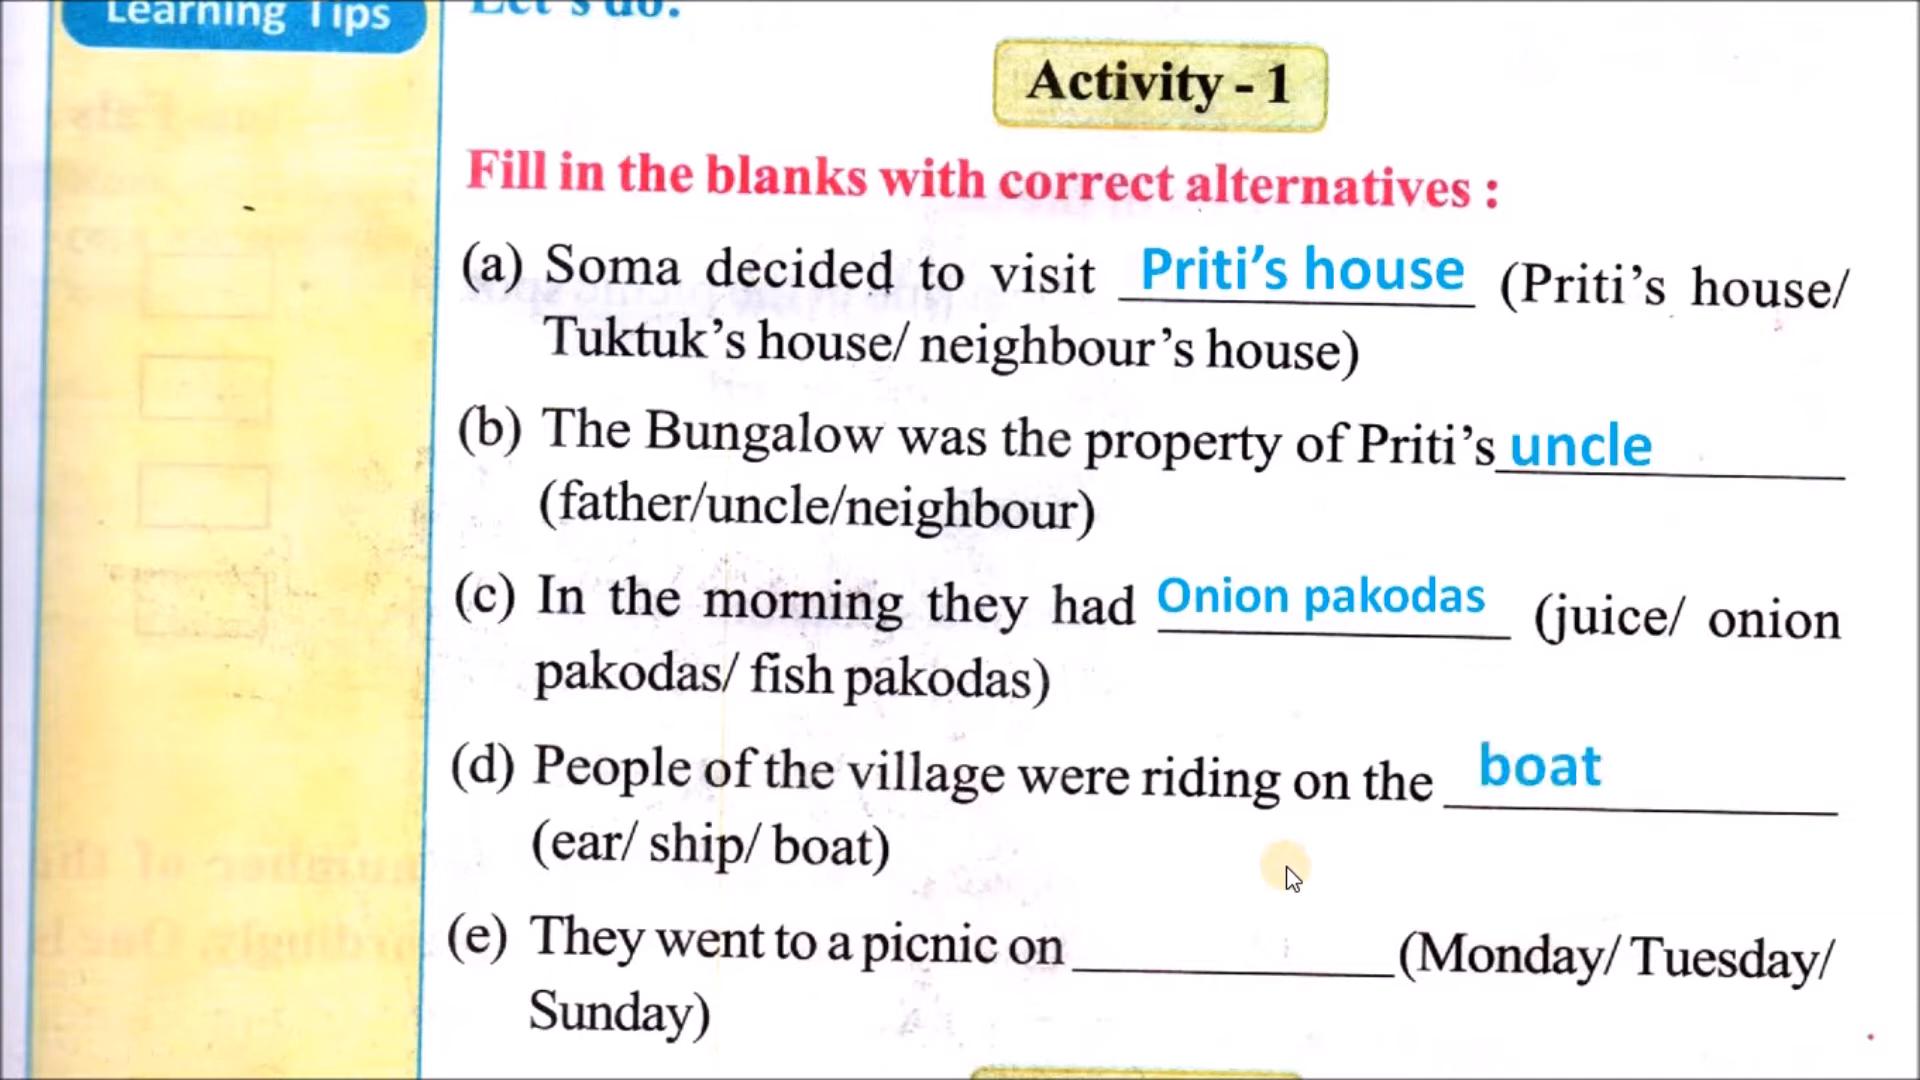 Learning Tips
Let's do:
Activity - 1
Fill in the blanks with correct alternatives :
(a) Soma decided to visit Priti's house (Priti's house/
Tuktuk's house/ neighbour's house)
(b) The Bungalow was the property of Priti's uncle
(father/uncle/neighbour)
(c) In the morning they had Onion pakodas (juice/ onion
pakodas/ fish pakodas)
(d) People of the village were riding on the boat
(ear/ ship/ boat)
(e) They went to a picnic on ____________ (Monday/ Tuesday/
Sunday)